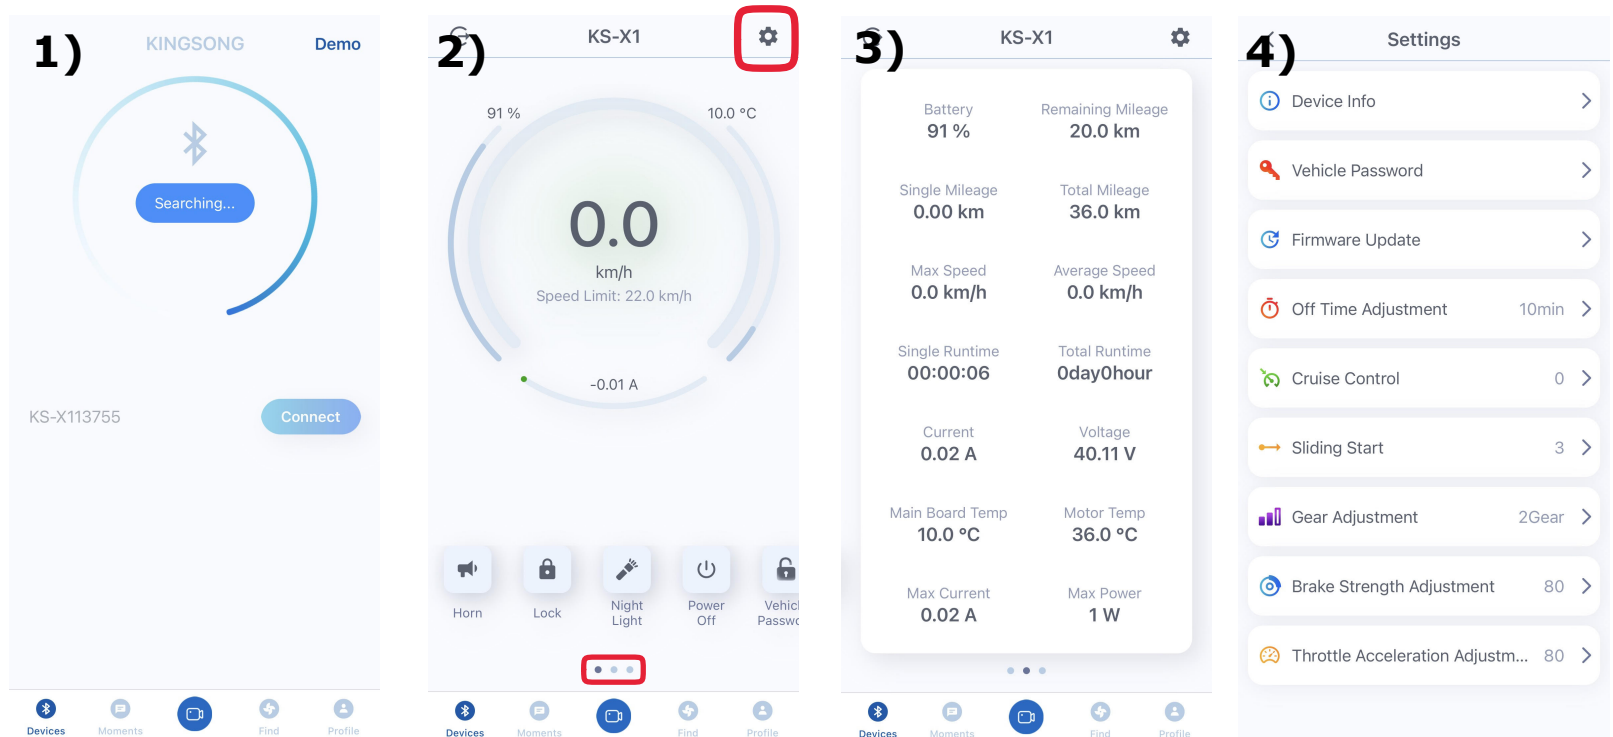 1)
KINGSONG
Demo
Searching...
KS-X113755
Connect
Devices
Moments
Find
Profile
2)
KS-X1
91 %
10.0 °C
0.0
km/h
Speed Limit: 22.0 km/h
-0.01 A
Horn
Lock
Night
Light
Power
Off
Vehicl
Passwo
Devices
Moments
Find
Profile
3)
KS-X1
Battery
91 %
Remaining Mileage
20.0 km
Single Mileage
0.00 km
Total Mileage
36.0 km
Max Speed
0.0 km/h
Average Speed
0.0 km/h
Single Runtime
00:00:06
Total Runtime
0day0hour
Current
0.02 A
Voltage
40.11 V
Main Board Temp
10.0 °C
Motor Temp
36.0 °C
Max Current
0.02 A
Max Power
1 W
Devices
Moments
Find
Profile
4)
Settings
Device Info
Vehicle Password
Firmware Update
Off Time Adjustment 10min
Cruise Control 0
Sliding Start 3
Gear Adjustment 2Gear
Brake Strength Adjustment 80
Throttle Acceleration Adjustm... 80